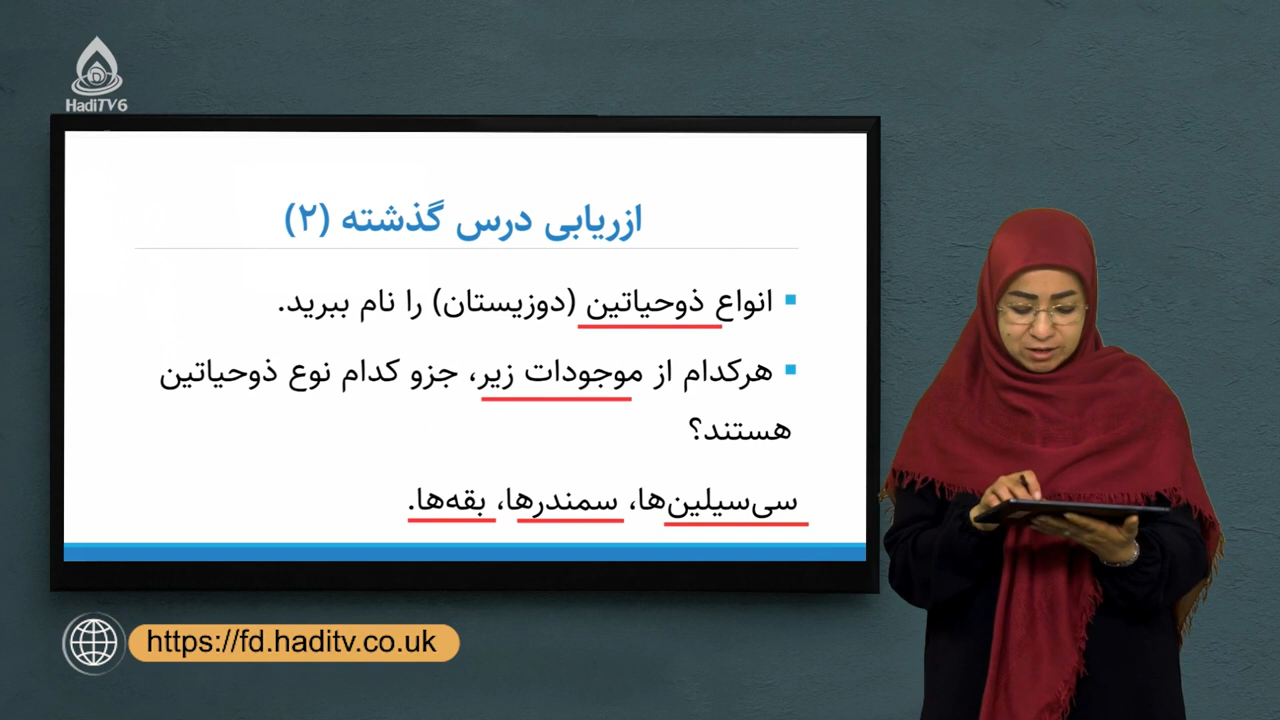 HadiTV6
ازریابی درس گذشته (۲)
انواع ذوحیاتین (دوزیستان) را نام ببرید.
هرکدام از موجودات زیر، جزو کدام نوع ذوحیاتین
هستند؟
سی‌سیلین‌ها، سمندرها، بقه‌ها.
https://fd.haditv.co.uk